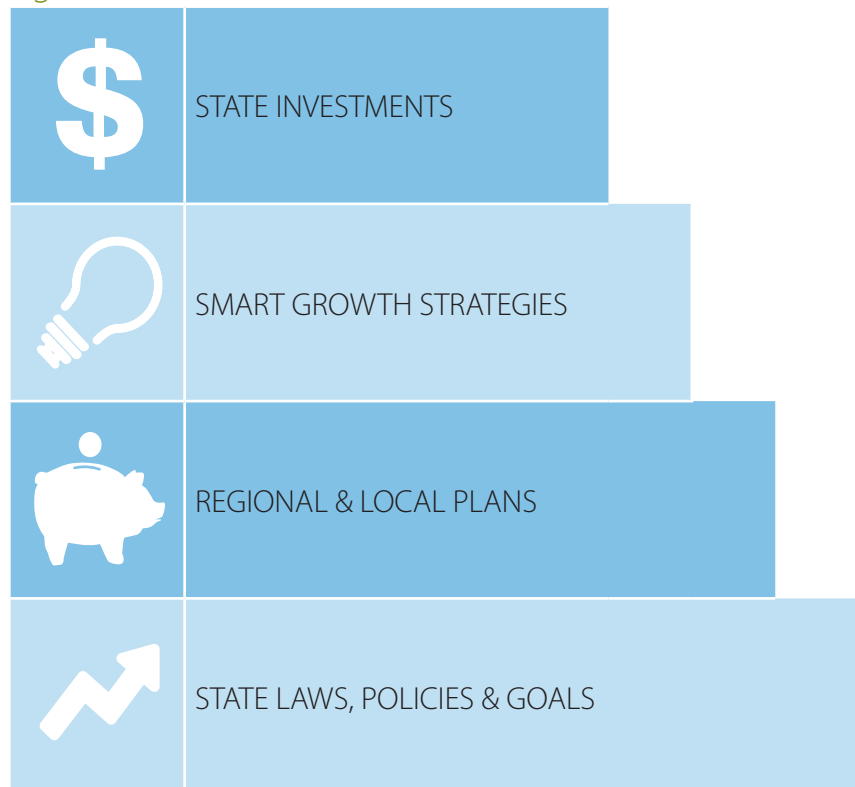 STATE INVESTMENTS
SMART GROWTH STRATEGIES
REGIONAL & LOCAL PLANS
STATE LAWS, POLICIES & GOALS